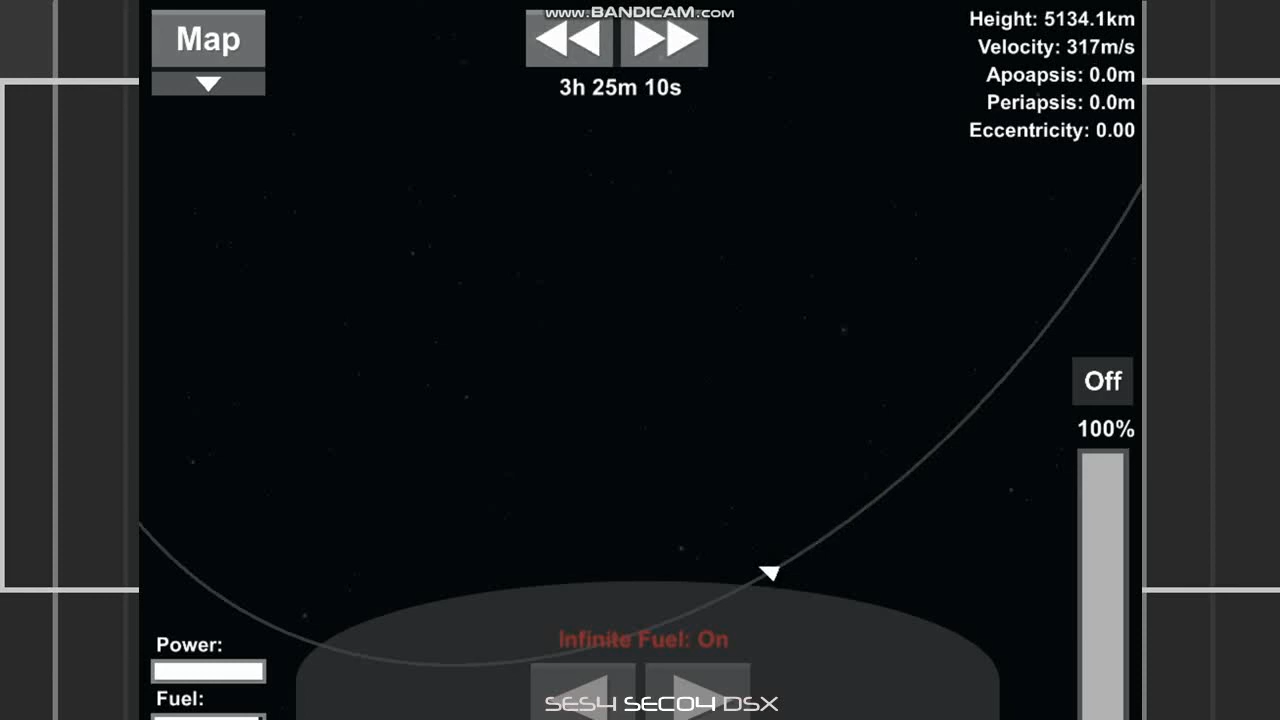 www.BANDICAM.com
Map
3h 25m 10s
Height: 5134.1km
Velocity: 317m/s
Apoapsis: 0.0m
Periapsis: 0.0m
Eccentricity: 0.00
Off
100%
Infinite Fuel: On
Power:
Fuel:
SES4 SECO4 DSX